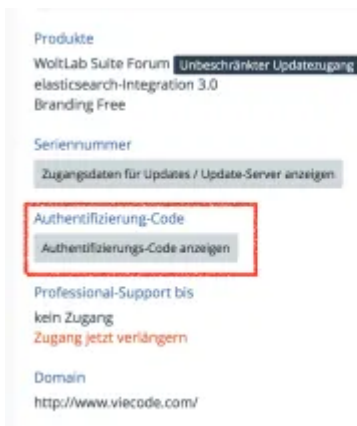 Produkte
WoltLab Suite Forum Unbeschränkter Updatezugang
elasticsearch-Integration 3.0
Branding Free
Seriennummer
Zugangsdaten für Updates / Update-Server anzeigen
Authentifizierung-Code
Authentifizierungs-Code anzeigen
Professional-Support bis
kein Zugang
Zugang jetzt verlängern
Domain
http://www.viecode.com/